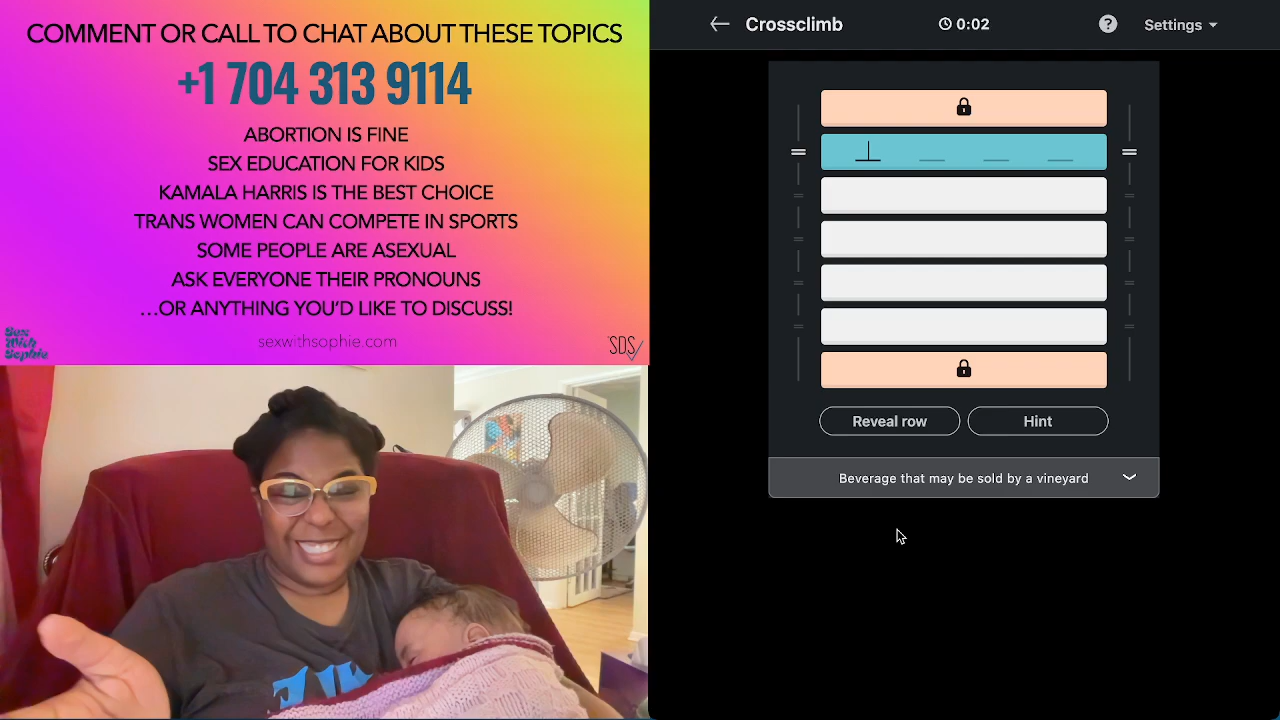 COMMENT OR CALL TO CHAT ABOUT THESE TOPICS
+1 704 313 9114
ABORTION IS FINE
SEX EDUCATION FOR KIDS
KAMALA HARRIS IS THE BEST CHOICE
TRANS WOMEN CAN COMPETE IN SPORTS
SOME PEOPLE ARE ASEXUAL
ASK EVERYONE THEIR PRONOUNS
...OR ANYTHING YOU'D LIKE TO DISCUSS!
sexwithsophie.com
Sex
With
Sophie
SDS
Crossclimb
0:02
?
Settings
Reveal row
Hint
Beverage that may be sold by a vineyard